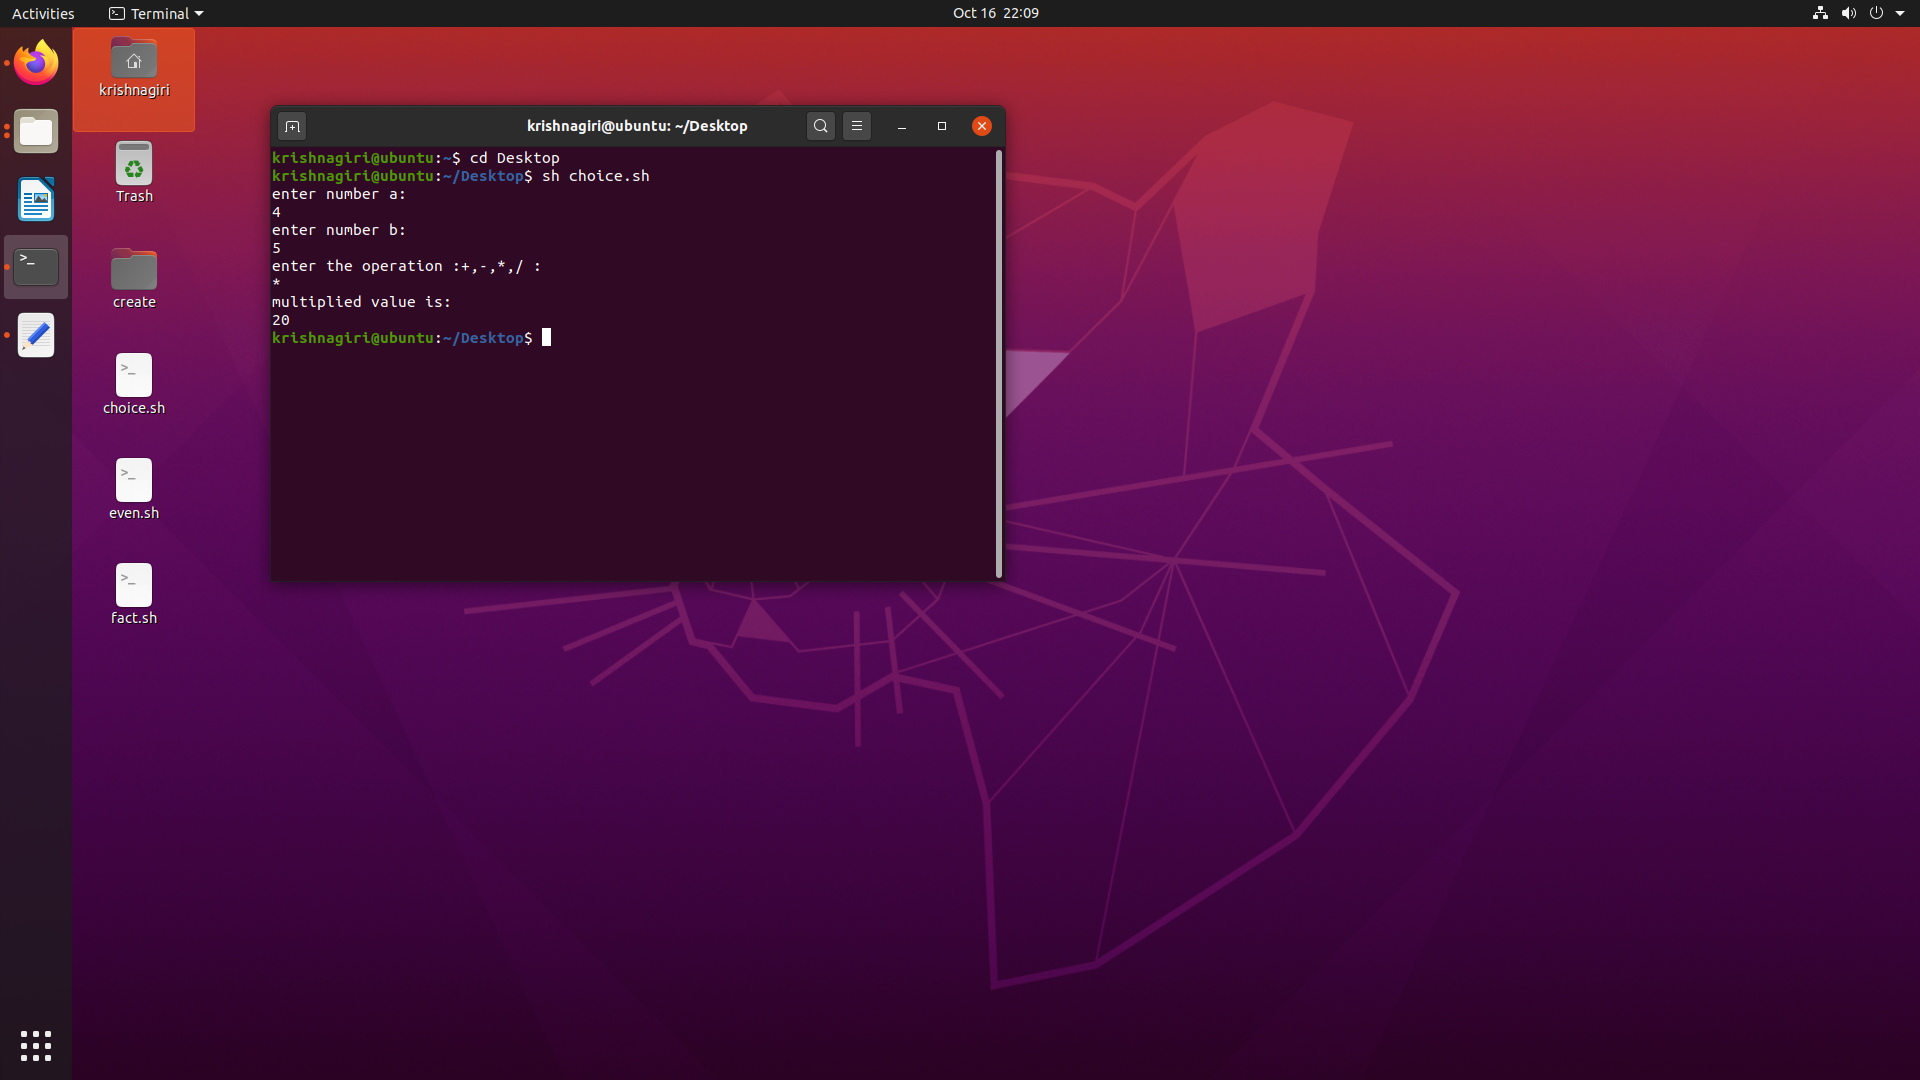 Activities
Terminal
Oct 16 22:09
krishnagiri
Trash
create
>_
choice.sh
>_
even.sh
>_
fact.sh
>_
krishnagiri@ubuntu: ~/Desktop
krishnagiri@ubuntu:~$ cd Desktop
krishnagiri@ubuntu:~/Desktop$ sh choice.sh
enter number a:
4
enter number b:
5
enter the operation :+,-,*,/ :
*
multiplied value is:
20
krishnagiri@ubuntu:~/Desktop$